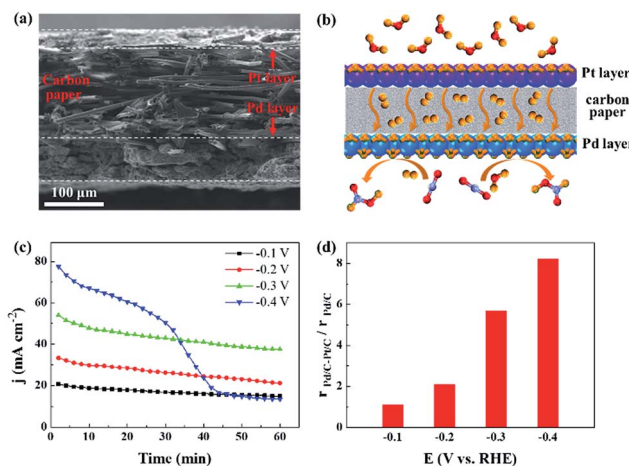 (a)
Carbon
paper
Pt layer
Pd layer
100 μm
(b)
Pt layer
carbon
paper
Pd layer
(c)
-0.1 V
-0.2 V
-0.3 V
-0.4 V
j (mA cm⁻²)
80
60
40
20
0
0 10 20 30 40 50 60
Time (min)
(d)
r Pd/C-Pt/C / r Pd/C
8
6
4
2
0
-0.1 -0.2 -0.3 -0.4
E (V vs. RHE)